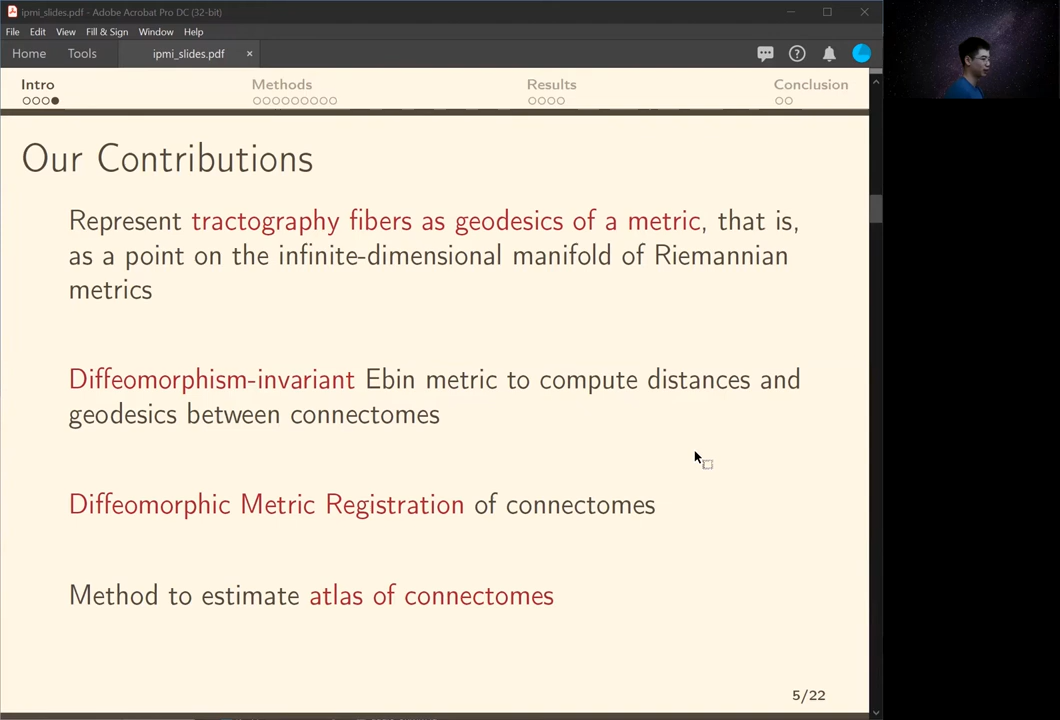 ipmi_slides.pdf - Adobe Acrobat Pro DC (32-bit)
File Edit View Fill & Sign Window Help
Home Tools ipmi_slides.pdf ×
Intro Methods Results Conclusion
Our Contributions
Represent tractography fibers as geodesics of a metric, that is,
as a point on the infinite-dimensional manifold of Riemannian
metrics
Diffeomorphism-invariant Ebin metric to compute distances and
geodesics between connectomes
Diffeomorphic Metric Registration of connectomes
Method to estimate atlas of connectomes
5/22